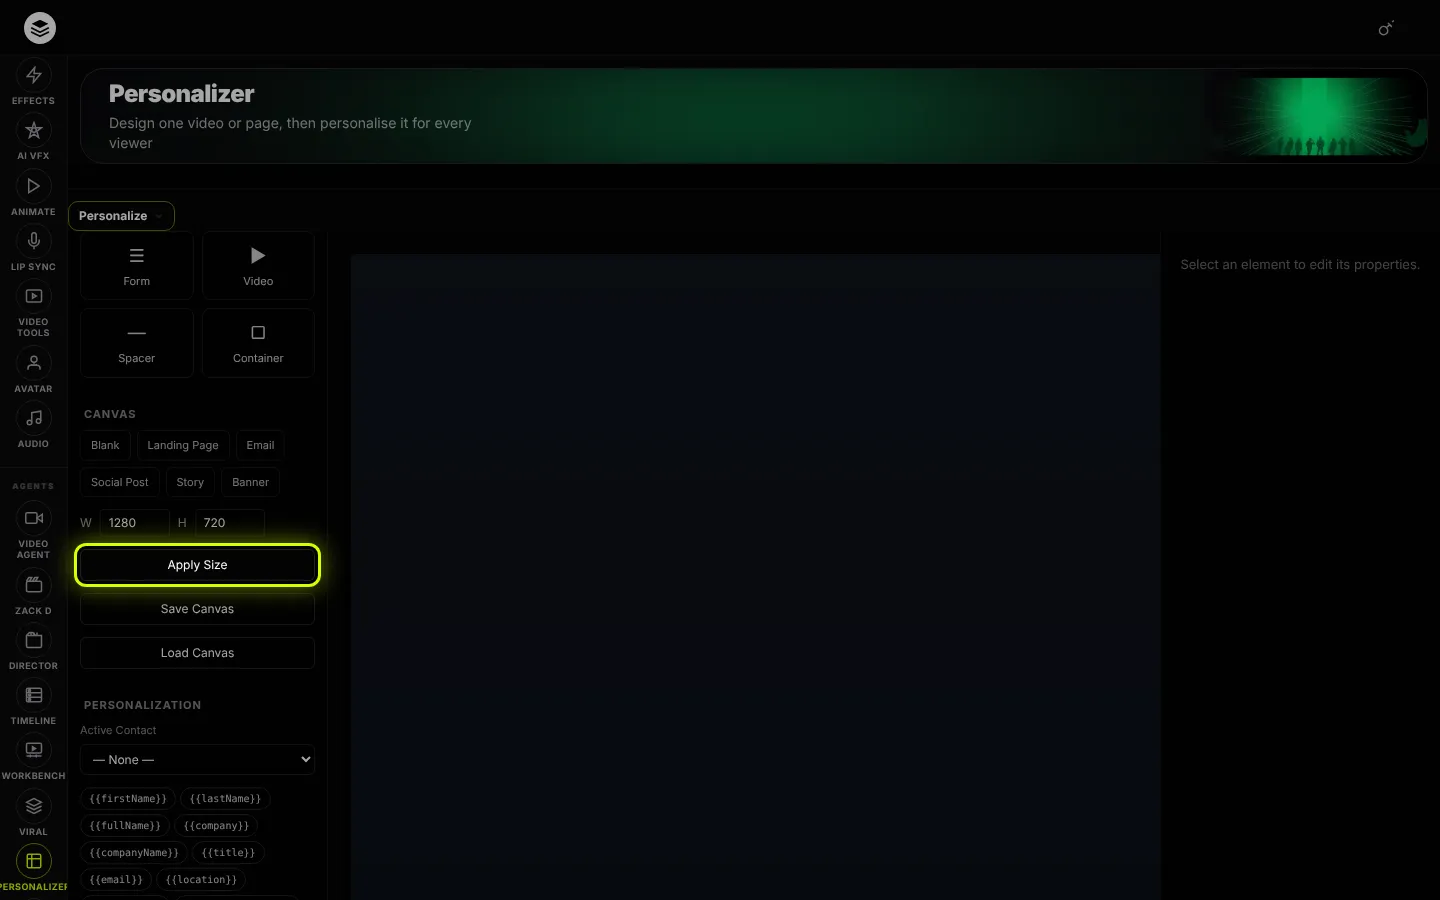 Personalizer
Design one video or page, then personalise it for every
viewer
EFFECTS
AI VFX
ANIMATE
LIP SYNC
VIDEO
TOOLS
AVATAR
AUDIO
AGENTS
VIDEO
AGENT
ZACK D
DIRECTOR
TIMELINE
WORKBENCH
VIRAL
PERSONALIZER
Personalize
Form
Video
Spacer
Container
CANVAS
Blank
Landing Page
Email
Social Post
Story
Banner
W 1280 H 720
Apply Size
Save Canvas
Load Canvas
PERSONALIZATION
Active Contact
— None —
{{firstName}} {{lastName}}
{{fullName}} {{company}}
{{companyName}} {{title}}
{{email}} {{location}}
Select an element to edit its properties.